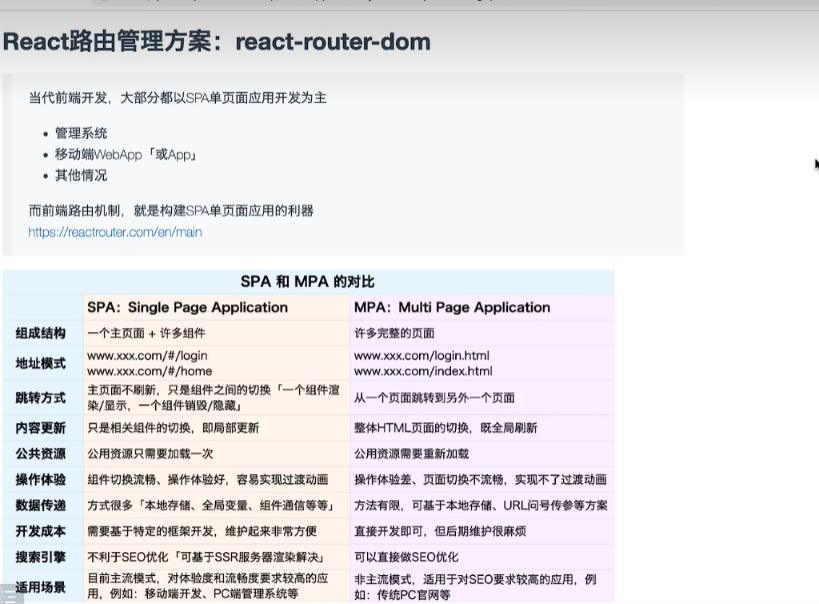 React路由管理方案：react-router-dom
当代前端开发，大部分都以SPA单页面应用开发为主
• 管理系统
• 移动端WebApp「或App」
• 其他情况
而前端路由机制，就是构建SPA单页面应用的利器
https://reactrouter.com/en/main
SPA 和 MPA 的对比
SPA：Single Page Application MPA：Multi Page Application
组成结构 一个主页面 + 许多组件 许多完整的页面
地址模式 www.xxx.com/#/login www.xxx.com/login.html
www.xxx.com/#/home www.xxx.com/index.html
跳转方式 主页面不刷新，只是组件之间的切换「一个组件渲 从一个页面跳转到另外一个页面
染/显示，一个组件销毁/隐藏」
内容更新 只是相关组件的切换，即局部更新 整体HTML页面的切换，既全局刷新
公共资源 公用资源只需要加载一次 公用资源需要重新加载
操作体验 组件切换流畅、操作体验好，容易实现过渡动画 操作体验差、页面切换不流畅，实现不了过渡动画
数据传递 方式很多「本地存储、全局变量、组件通信等等」 方法有限，可基于本地存储、URL问号传参等方案
开发成本 需要基于特定的框架开发，维护起来非常方便 直接开发即可，但后期维护很麻烦
搜索引擎 不利于SEO优化「可基于SSR服务器渲染解决」 可以直接做SEO优化
适用场景 目前主流模式，对体验度和流畅度要求较高的应 非主流模式，适用于对SEO要求较高的应用，例
用，例如：移动端开发、PC端管理系统等 如：传统PC官网等